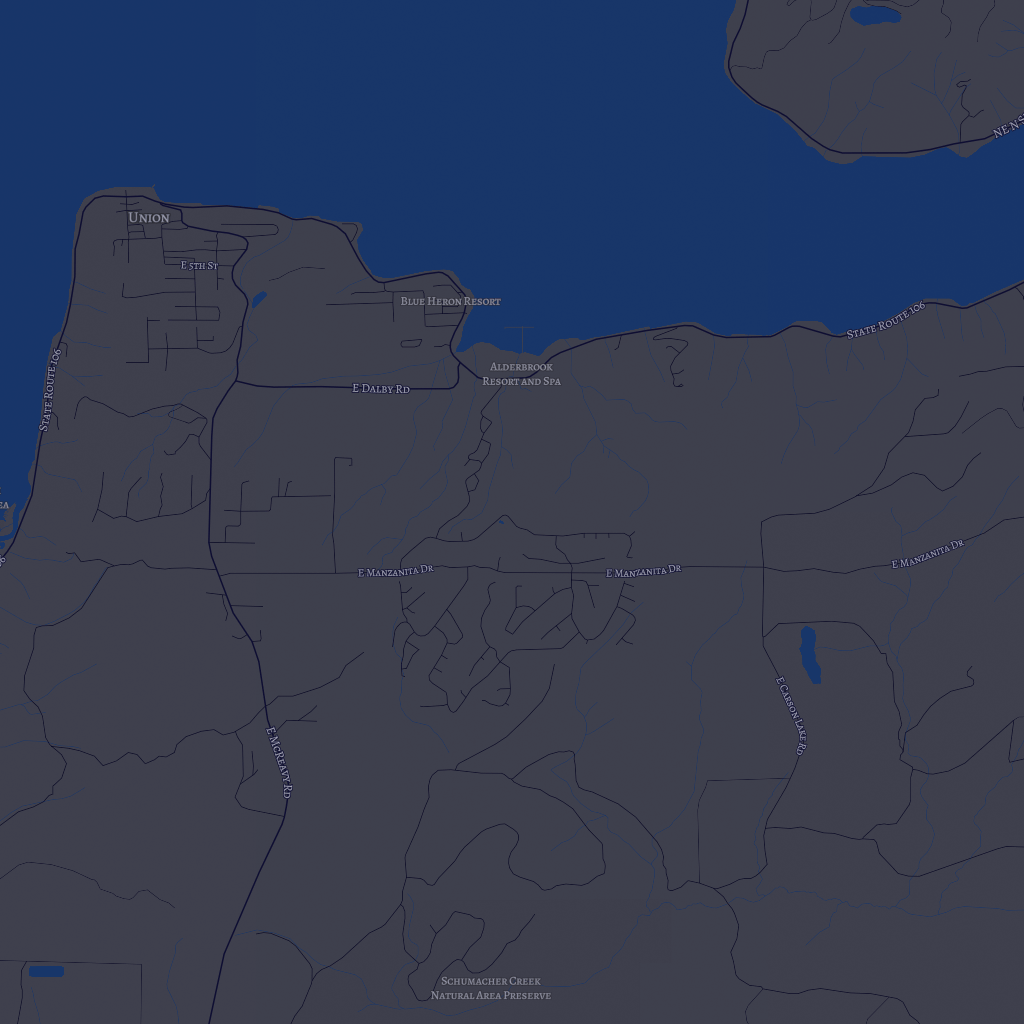 NE N S
Union
E 5th St
Blue Heron Resort
State Route 106
State Route 106
Alderbrook
Resort and Spa
E Dalby Rd
EA
E Manzanita Dr
E Manzanita Dr
E Manzanita Dr
E Carson Lake Rd
E McReavy Rd
Schumacher Creek
Natural Area Preserve